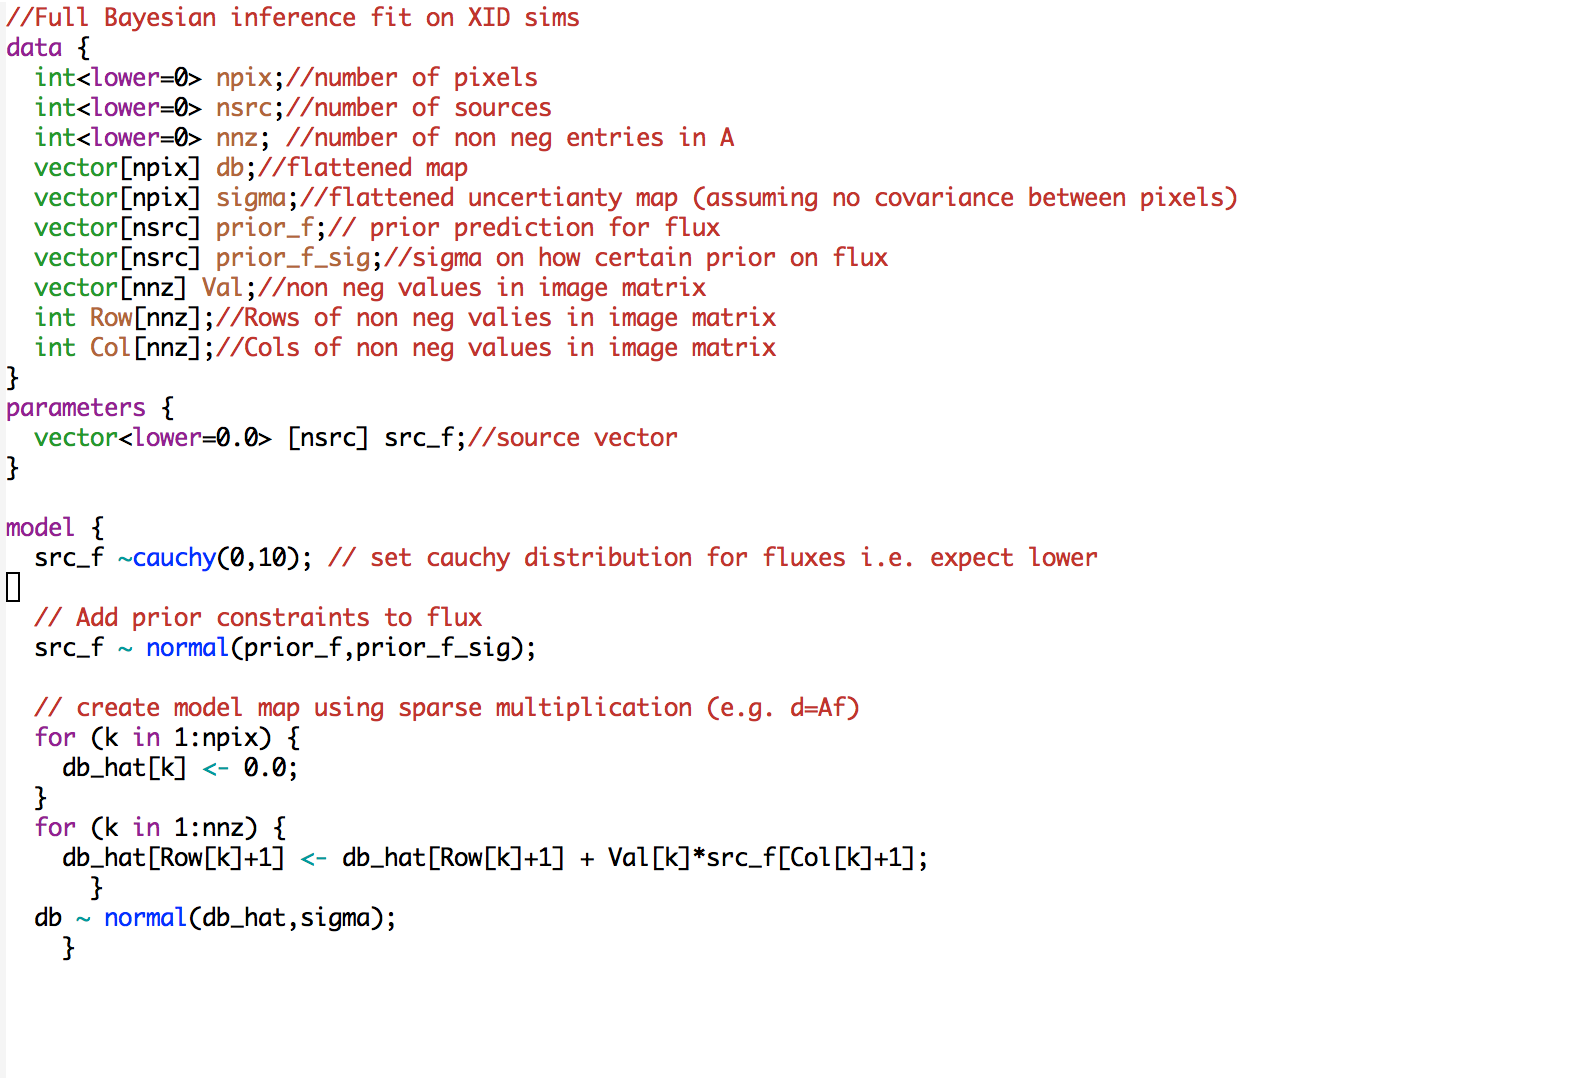 //Full Bayesian inference fit on XID sims
data {
  int<lower=0> npix;//number of pixels
  int<lower=0> nsrc;//number of sources
  int<lower=0> nnz; //number of non neg entries in A
  vector[npix] db;//flattened map
  vector[npix] sigma;//flattened uncertianty map (assuming no covariance between pixels)
  vector[nsrc] prior_f;// prior prediction for flux
  vector[nsrc] prior_f_sig;//sigma on how certain prior on flux
  vector[nnz] Val;//non neg values in image matrix
  int Row[nnz];//Rows of non neg valies in image matrix
  int Col[nnz];//Cols of non neg values in image matrix
}
parameters {
  vector<lower=0.0> [nsrc] src_f;//source vector
}
model {
  src_f ~cauchy(0,10); // set cauchy distribution for fluxes i.e. expect lower
  // Add prior constraints to flux
  src_f ~ normal(prior_f,prior_f_sig);
  // create model map using sparse multiplication (e.g. d=Af)
  for (k in 1:npix) {
    db_hat[k] <- 0.0;
  }
  for (k in 1:nnz) {
    db_hat[Row[k]+1] <- db_hat[Row[k]+1] + Val[k]*src_f[Col[k]+1];
      }
  db ~ normal(db_hat,sigma);
    }